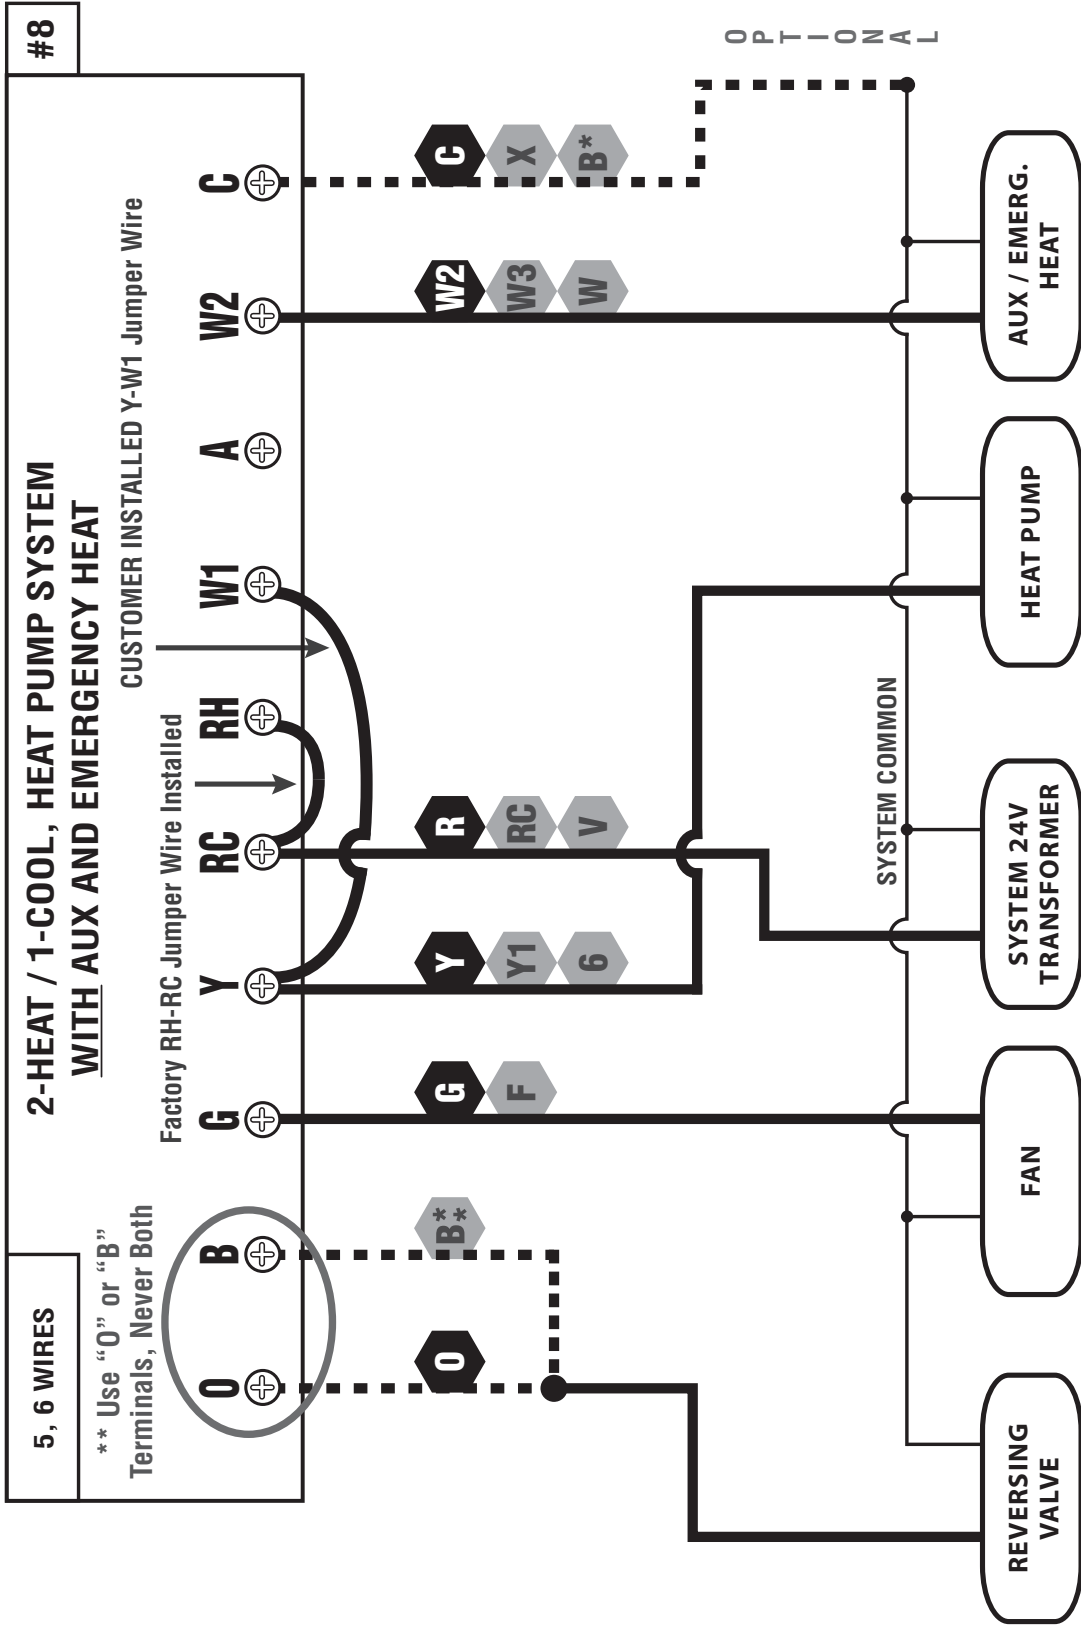 5, 6 WIRES
2-HEAT / 1-COOL, HEAT PUMP SYSTEM
WITH AUX AND EMERGENCY HEAT
#8
** Use “O” or “B”
Terminals, Never Both
Factory RH-RC Jumper Wire Installed
CUSTOMER INSTALLED Y-W1 Jumper Wire
O
B
G
Y
RC
RH
W1
A
W2
C
O
B*
G
F
Y
Y1
6
R
RC
V
W2
W3
W
C
X
B*
OPTIONAL
SYSTEM COMMON
REVERSING
VALVE
FAN
SYSTEM 24V
TRANSFORMER
HEAT PUMP
AUX / EMERG.
HEAT